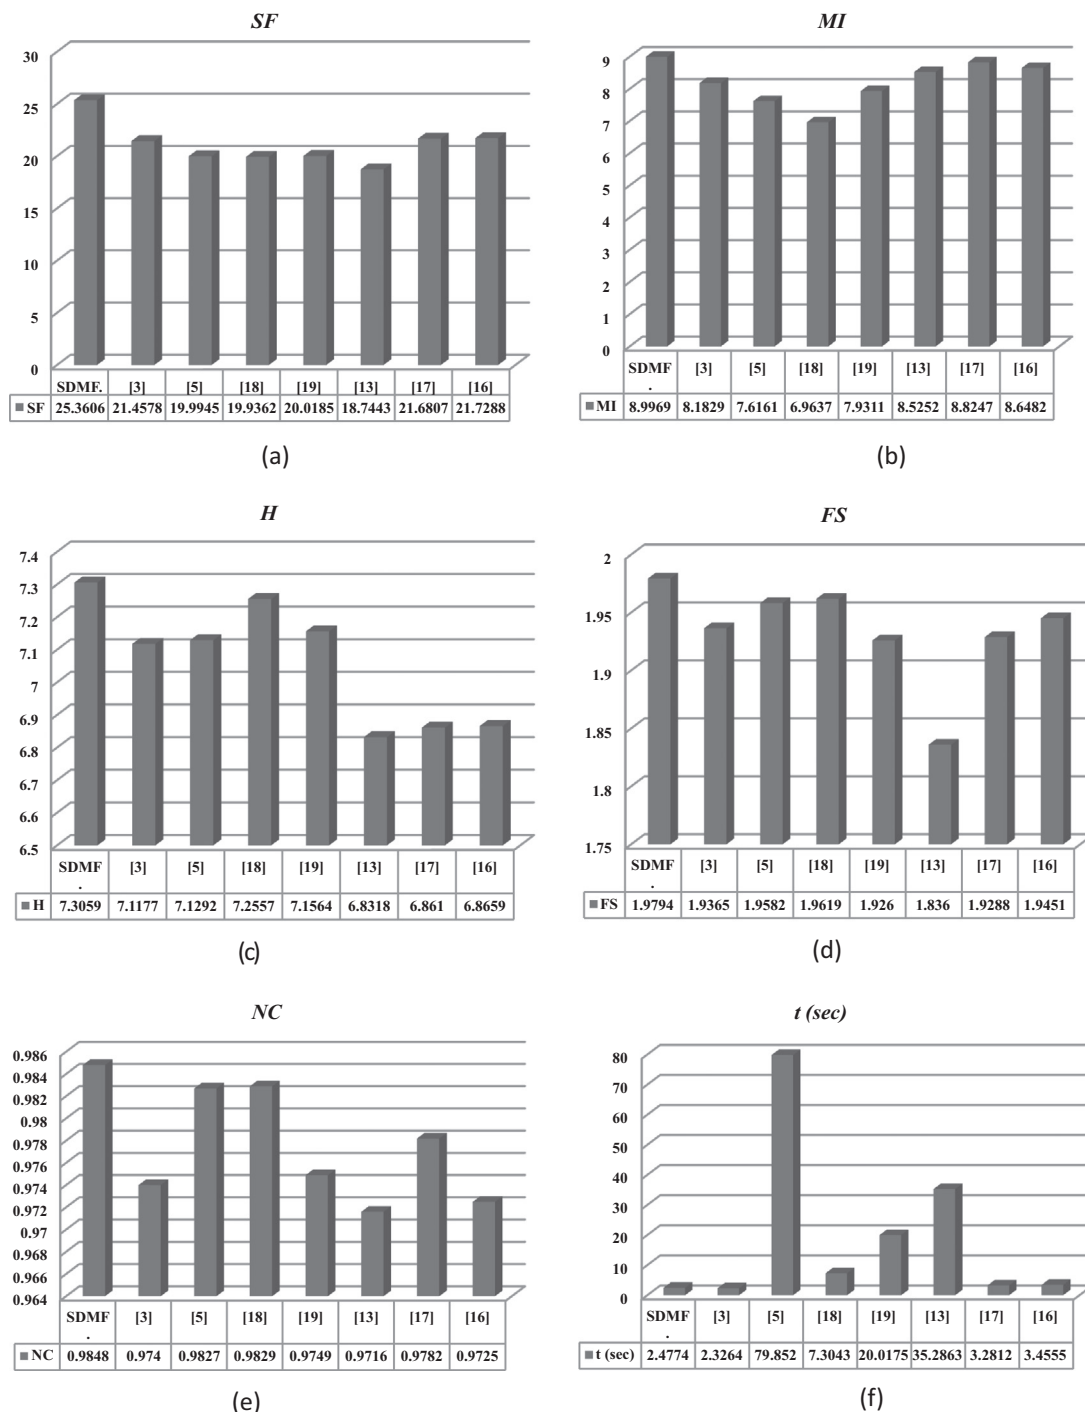 SF
30
25
20
15
10
5
0
SDMF. [3] [5] [18] [19] [13] [17] [16]
SF 25.3606 21.4578 19.9945 19.9362 20.0185 18.7443 21.6807 21.7288
(a)
MI
9
8
7
6
5
4
3
2
1
0
SDMF. [3] [5] [18] [19] [13] [17] [16]
MI 8.9969 8.1829 7.6161 6.9637 7.9311 8.5252 8.8247 8.6482
(b)
H
7.4
7.3
7.2
7.1
7
6.9
6.8
6.7
6.6
6.5
SDMF. [3] [5] [18] [19] [13] [17] [16]
H 7.3059 7.1177 7.1292 7.2557 7.1564 6.8318 6.861 6.8659
(c)
FS
2
1.95
1.9
1.85
1.8
1.75
SDMF. [3] [5] [18] [19] [13] [17] [16]
FS 1.9794 1.9365 1.9582 1.9619 1.926 1.836 1.9288 1.9451
(d)
NC
0.986
0.984
0.982
0.98
0.978
0.976
0.974
0.972
0.97
0.968
0.966
0.964
SDMF. [3] [5] [18] [19] [13] [17] [16]
NC 0.9848 0.974 0.9827 0.9829 0.9749 0.9716 0.9782 0.9725
(e)
t (sec)
80
70
60
50
40
30
20
10
0
SDMF. [3] [5] [18] [19] [13] [17] [16]
t (sec) 2.4774 2.3264 79.852 7.3043 20.0175 35.2863 3.2812 3.4555
(f)